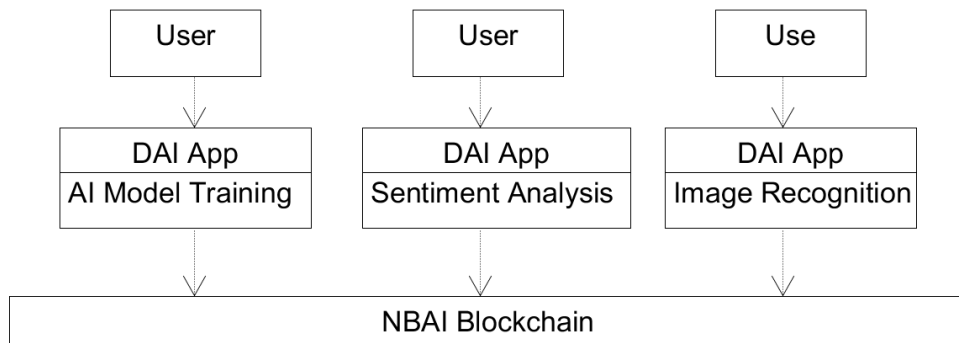 User
User
Use
DAI App
DAI App
DAI App
AI Model Training
Sentiment Analysis
Image Recognition
NBAI Blockchain